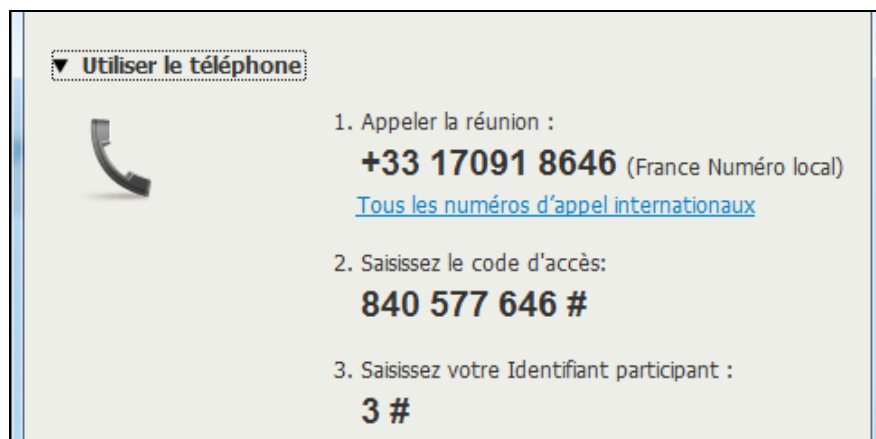 ▼ Utiliser le téléphone
1. Appeler la réunion :
+33 17091 8646 (France Numéro local)
Tous les numéros d’appel internationaux
2. Saisissez le code d'accès:
840 577 646 #
3. Saisissez votre Identifiant participant :
3 #